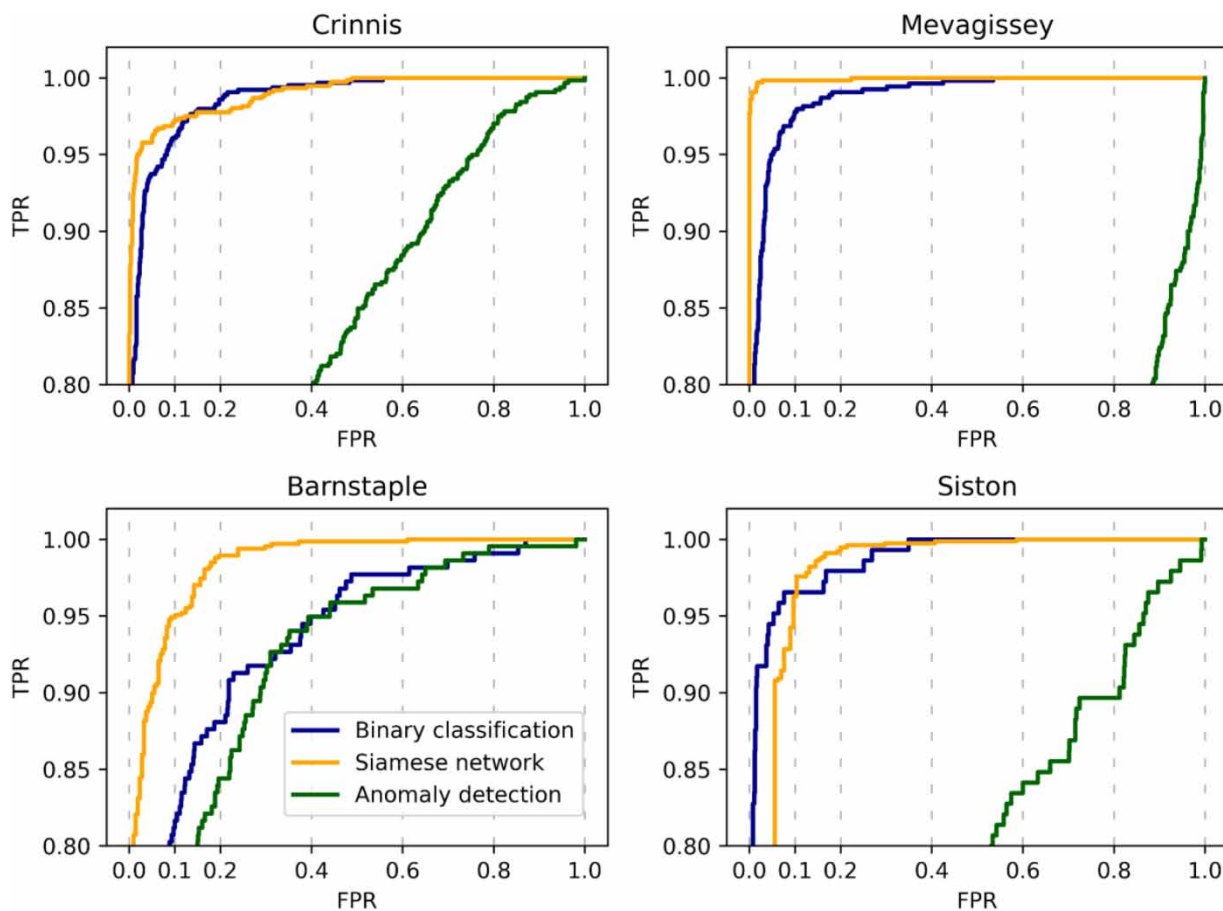 Crinnis
1.00
0.95
0.90
0.85
0.80
TPR
0.0 0.1 0.2 0.4 0.6 0.8 1.0
FPR
Mevagissey
1.00
0.95
0.90
0.85
0.80
TPR
0.0 0.1 0.2 0.4 0.6 0.8 1.0
FPR
Barnstaple
1.00
0.95
0.90
0.85
0.80
TPR
Binary classification
Siamese network
Anomaly detection
0.0 0.1 0.2 0.4 0.6 0.8 1.0
FPR
Siston
1.00
0.95
0.90
0.85
0.80
TPR
0.0 0.1 0.2 0.4 0.6 0.8 1.0
FPR